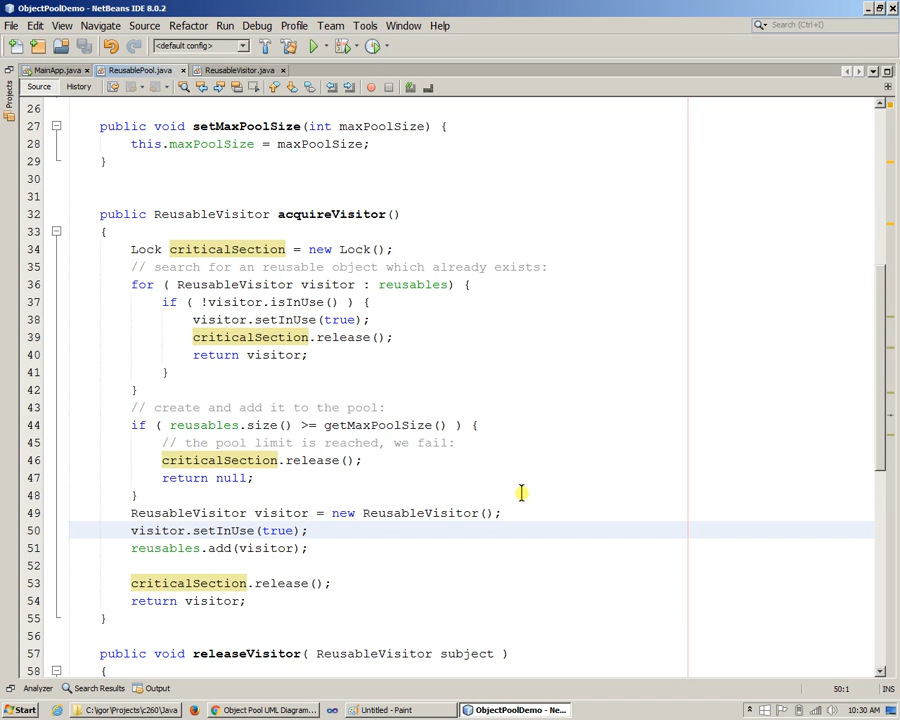 ObjectPoolDemo - NetBeans IDE 8.0.2
File Edit View Navigate Source Refactor Run Debug Profile Team Tools Window Help
Search (Ctrl+I)
<default config>
MainApp.java ReusablePool.java ReusableVisitor.java
Projects
Source History
26
27 public void setMaxPoolSize(int maxPoolSize) {
28 this.maxPoolSize = maxPoolSize;
29 }
30
31
32 public ReusableVisitor acquireVisitor()
33 {
34 Lock criticalSection = new Lock();
35 // search for an reusable object which already exists:
36 for ( ReusableVisitor visitor : reusables) {
37 if ( !visitor.isInUse() ) {
38 visitor.setInUse(true);
39 criticalSection.release();
40 return visitor;
41 }
42 }
43 // create and add it to the pool:
44 if ( reusables.size() >= getMaxPoolSize() ) {
45 // the pool limit is reached, we fail:
46 criticalSection.release();
47 return null;
48 }
49 ReusableVisitor visitor = new ReusableVisitor();
50 visitor.setInUse(true);
51 reusables.add(visitor);
52
53 criticalSection.release();
54 return visitor;
55 }
56
57 public void releaseVisitor( ReusableVisitor subject )
58 {
Analyzer Search Results Output
50:1 INS
Start C:\igor\Projects\c260\Java Object Pool UML Diagram... Untitled - Paint ObjectPoolDemo - Ne... 10:30 AM